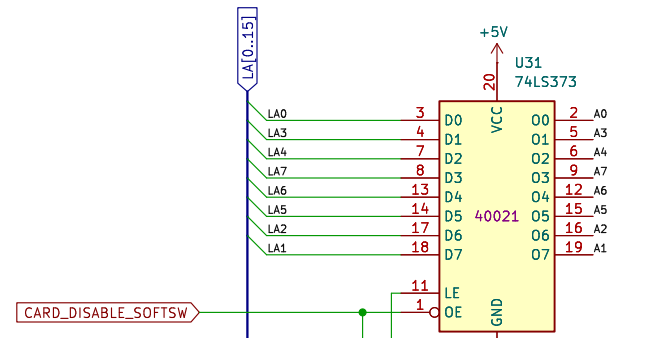 LA[0..15]
+5V
U31
74LS373
20
VCC
LA0 3 D0 O0 2 A0
LA3 4 D1 O1 5 A3
LA4 7 D2 O2 6 A4
LA7 8 D3 O3 9 A7
LA6 13 D4 O4 12 A6
LA5 14 D5 O5 15 A5
40021
LA2 17 D6 O6 16 A2
LA1 18 D7 O7 19 A1
11 LE
CARD_DISABLE_SOFTSW 1 OE
GND